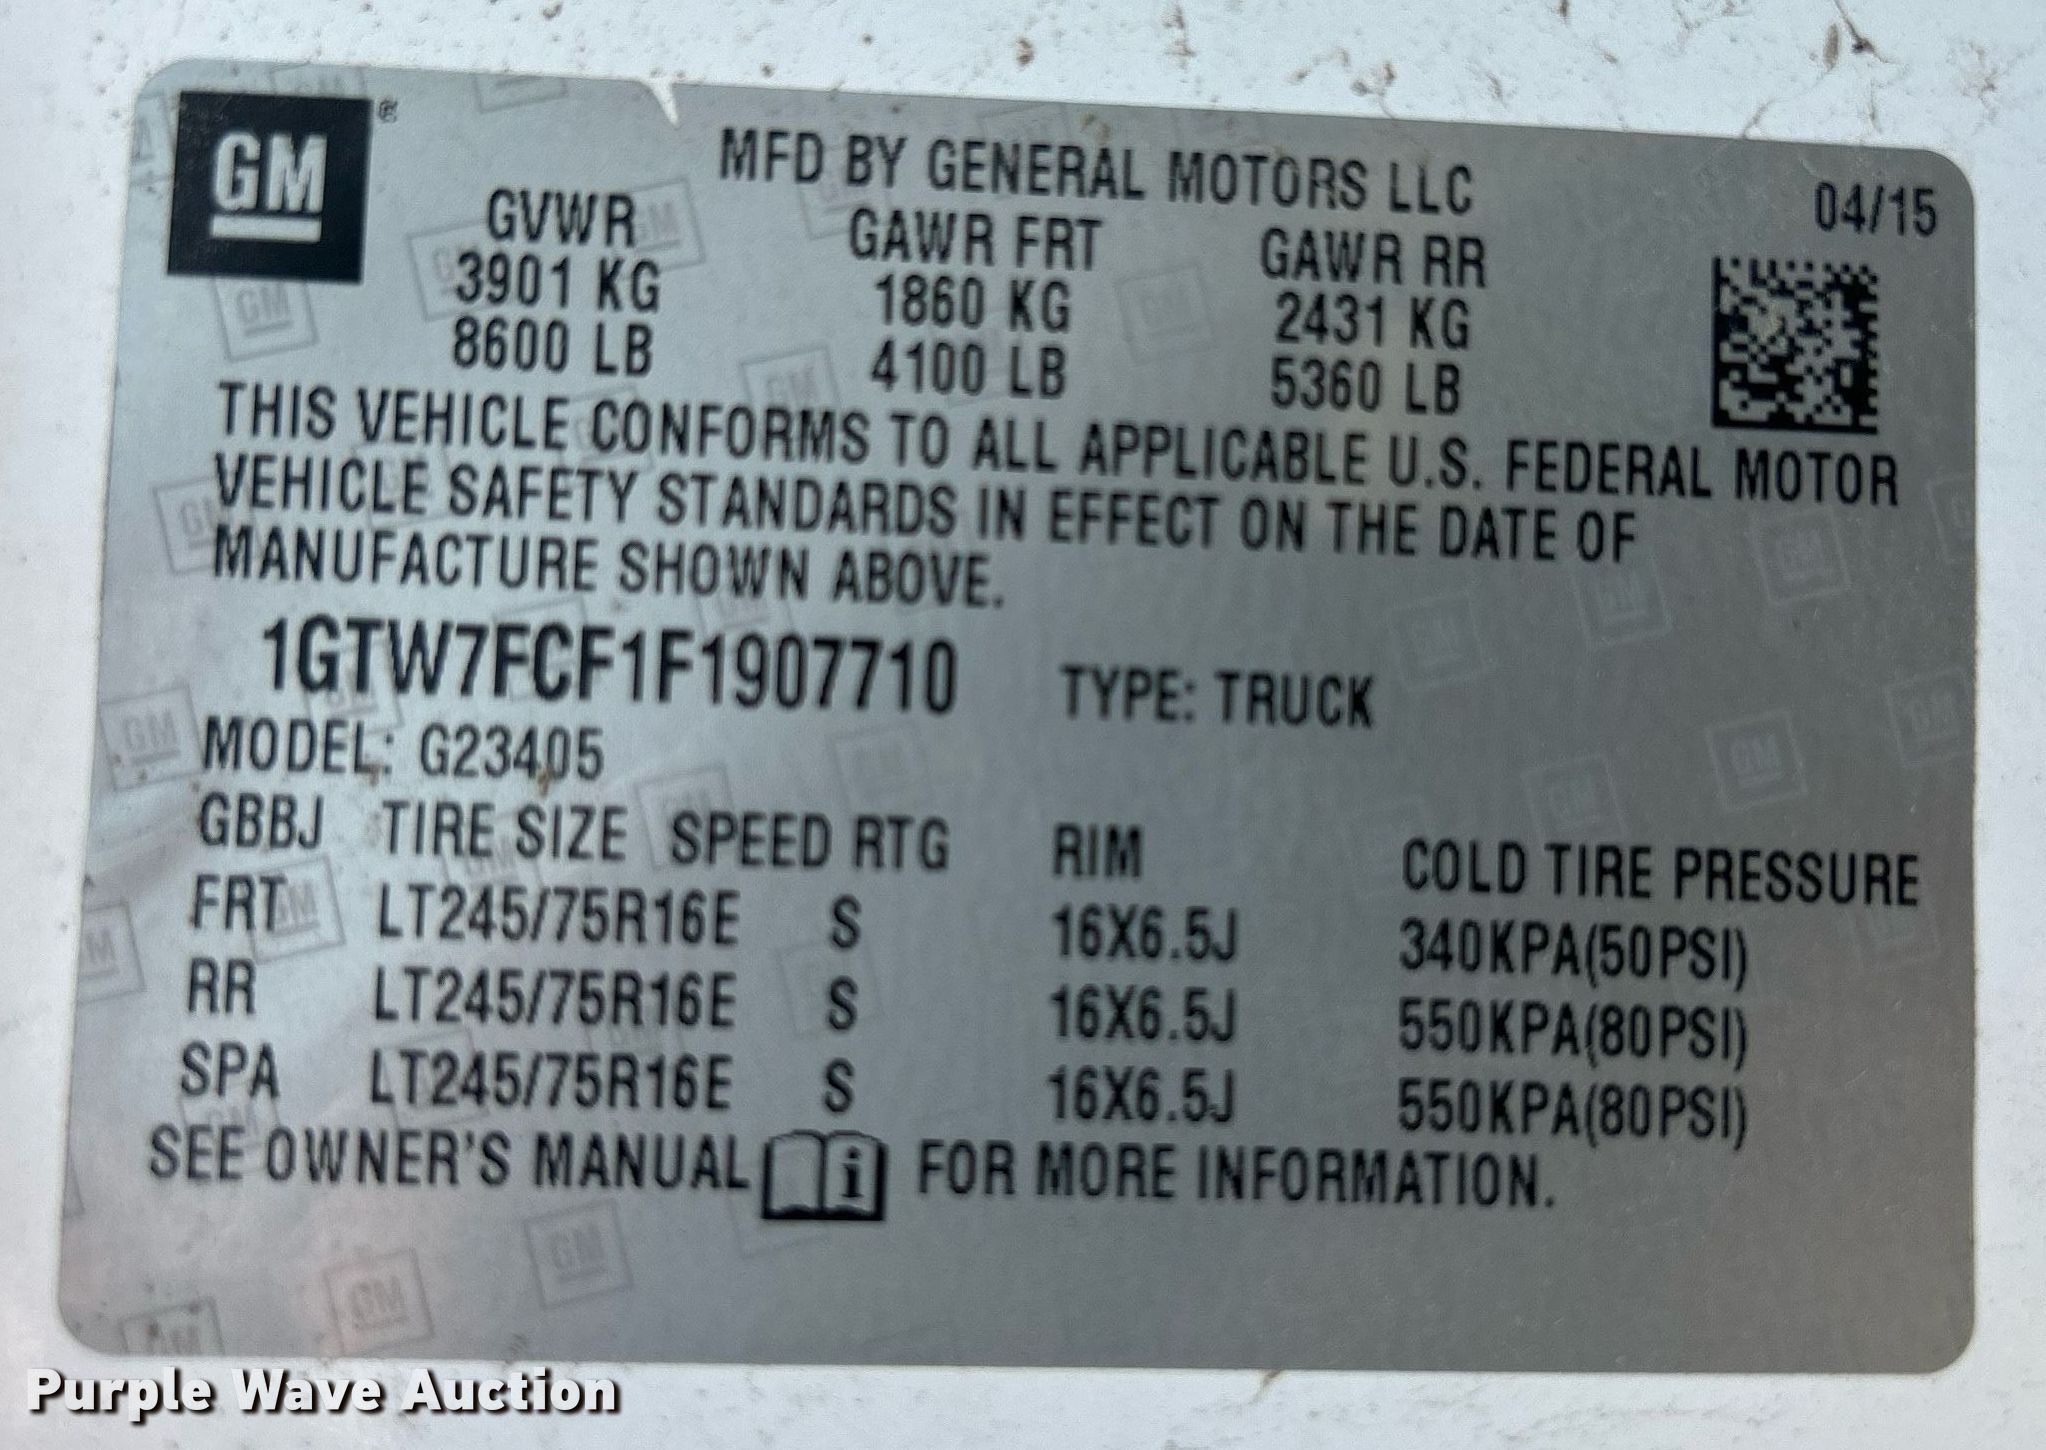 GM
MFD BY GENERAL MOTORS LLC
04/15
GVWR GAWR FRT GAWR RR
3901 KG 1860 KG 2431 KG
8600 LB 4100 LB 5360 LB
THIS VEHICLE CONFORMS TO ALL APPLICABLE U.S. FEDERAL MOTOR
VEHICLE SAFETY STANDARDS IN EFFECT ON THE DATE OF
MANUFACTURE SHOWN ABOVE.
1GTW7FCF1F1907710 TYPE: TRUCK
MODEL: G23405
GBBJ TIRE SIZE SPEED RTG RIM COLD TIRE PRESSURE
FRT LT245/75R16E S 16X6.5J 340KPA(50PSI)
RR LT245/75R16E S 16X6.5J 550KPA(80PSI)
SPA LT245/75R16E S 16X6.5J 550KPA(80PSI)
SEE OWNER'S MANUAL i FOR MORE INFORMATION.
Purple Wave Auction